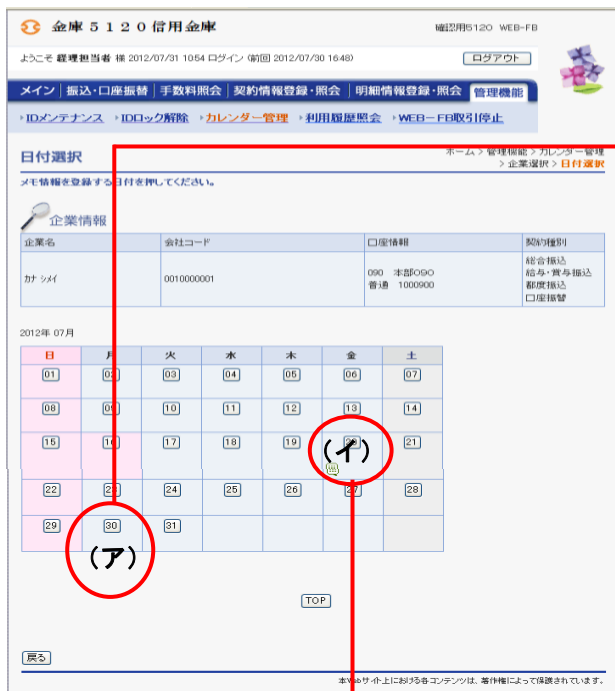 金庫５１２０信用金庫
確認用5120 WEB-FB
ようこそ 経理担当者 様 2012/07/31 1054 ログイン (前回 2012/07/30 1648)
ログアウト
メイン 振込・口座振替 手数料照会 契約情報登録・照会 明細情報登録・照会 管理機能
IDメンテナンス IDロック解除 カレンダー管理 利用履歴照会 WEB－FB取引停止
日付選択
ホーム > 管理機能 > カレンダー管理
> 企業選択 > 日付選択
メモ情報を登録する日付を押してください。
企業情報
企業名 会社コード 口座情報 契約種別
カナ シメイ 0010000001 090 本部090 普通 1000900 総合振込 給与・賞与振込 都度振込 口座振替
2012年 07月
日 月 火 水 木 金 土
01 02 03 04 05 06 07
08 09 10 11 12 13 14
15 16 17 18 19 20 21
(イ)
22 23 24 25 26 27 28
29 30 31
(ア)
TOP
戻る
本Webサイト上における各コンテンツは、著作権によって保護されています。